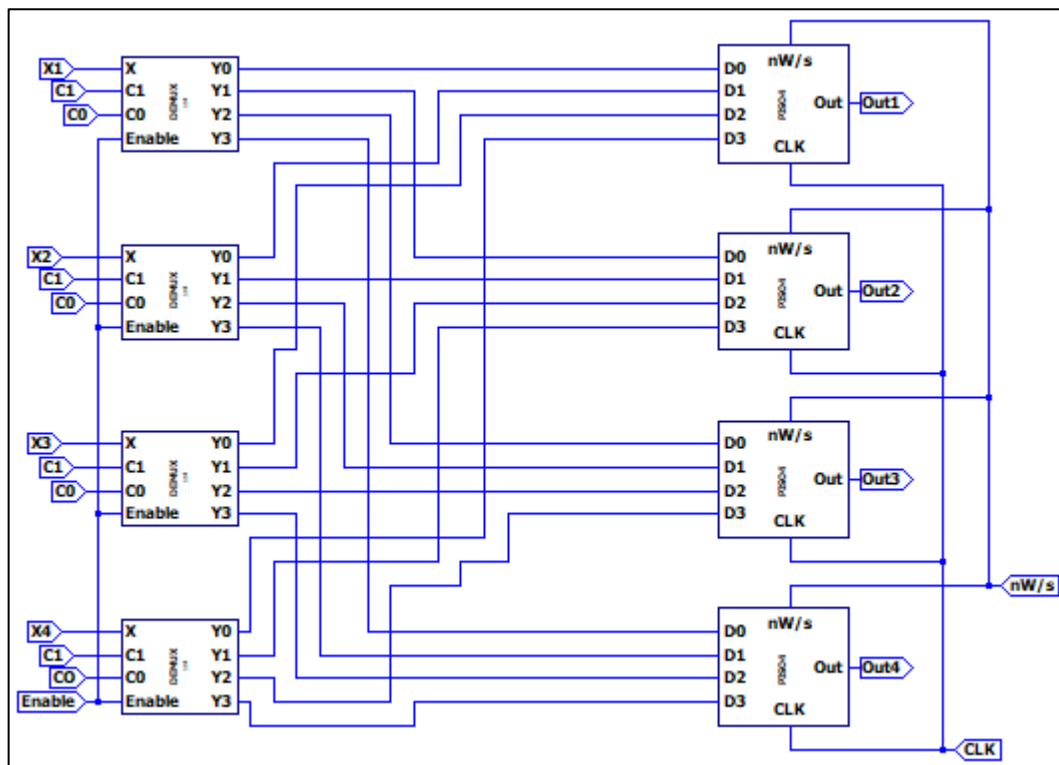 nW/s
X1 X Y0 D0
C1 C1 Y1 D1
C0 C0 Y2 D2
Enable Y3 D3
DEMUX
PISO4
Out Out1
CLK
nW/s
X2 X Y0 D0
C1 C1 Y1 D1
C0 C0 Y2 D2
Enable Y3 D3
DEMUX
PISO4
Out Out2
CLK
nW/s
X3 X Y0 D0
C1 C1 Y1 D1
C0 C0 Y2 D2
Enable Y3 D3
DEMUX
PISO4
Out Out3
CLK
nW/s
nW/s
X4 X Y0 D0
C1 C1 Y1 D1
C0 C0 Y2 D2
Enable Enable Y3 D3
DEMUX
PISO4
Out Out4
CLK
CLK